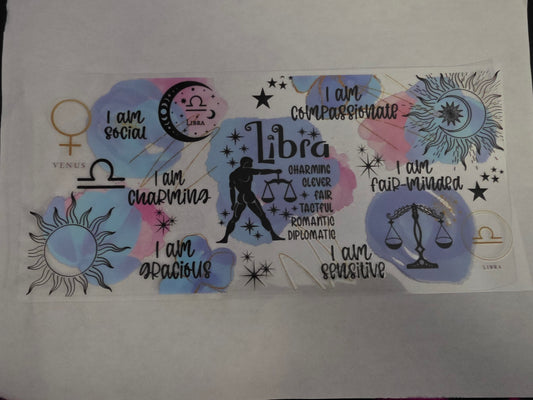 I am
social
VENUS
LIBRA
I am
charming
I am
gracious
Libra
CHARMING
CLEVER
FAIR
TACTFUL
ROMANTIC
DIPLOMATIC
I am
compassionate
I am
fair-minded
I am
sensitive
LIBRA